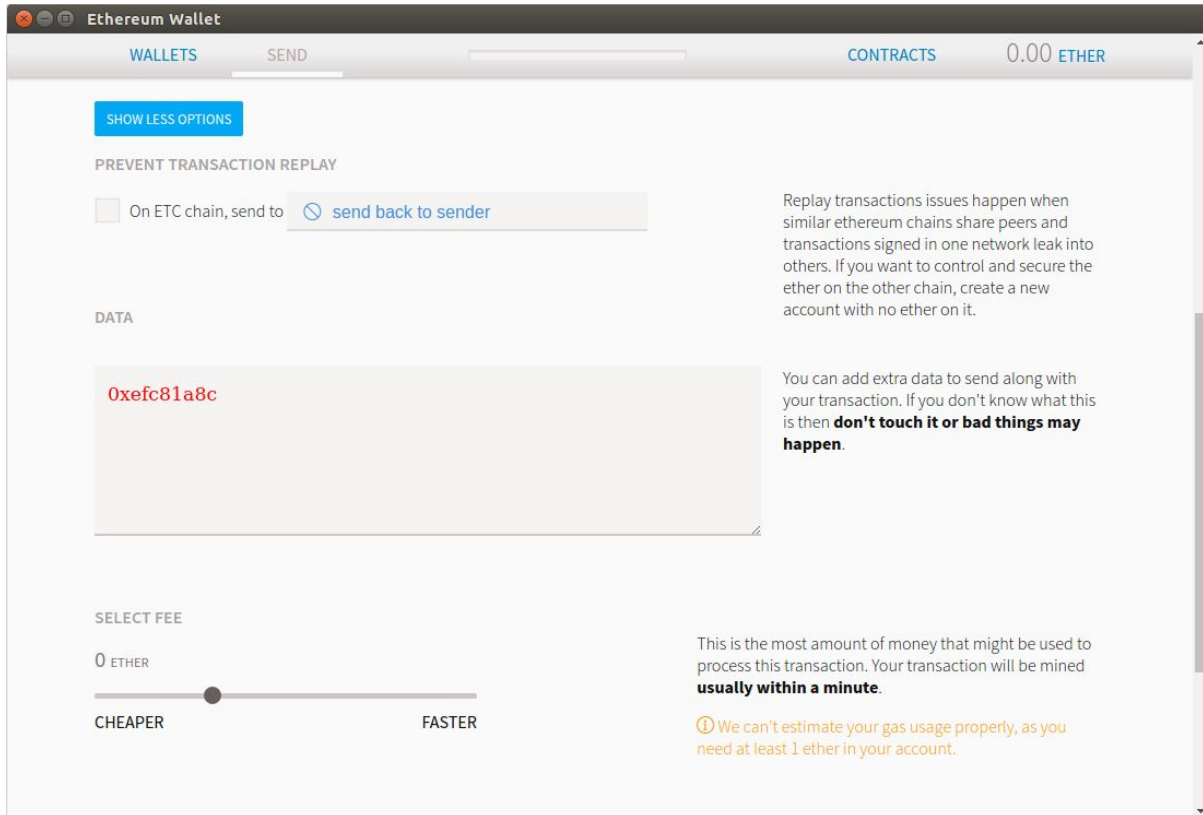 Ethereum Wallet
WALLETS SEND CONTRACTS 0.00 ETHER
SHOW LESS OPTIONS
PREVENT TRANSACTION REPLAY
On ETC chain, send to send back to sender
Replay transactions issues happen when
similar ethereum chains share peers and
transactions signed in one network leak into
others. If you want to control and secure the
ether on the other chain, create a new
account with no ether on it.
DATA
0xefc81a8c
You can add extra data to send along with
your transaction. If you don't know what this
is then don't touch it or bad things may
happen.
SELECT FEE
0 ETHER
CHEAPER FASTER
This is the most amount of money that might be used to
process this transaction. Your transaction will be mined
usually within a minute.
We can't estimate your gas usage properly, as you
need at least 1 ether in your account.